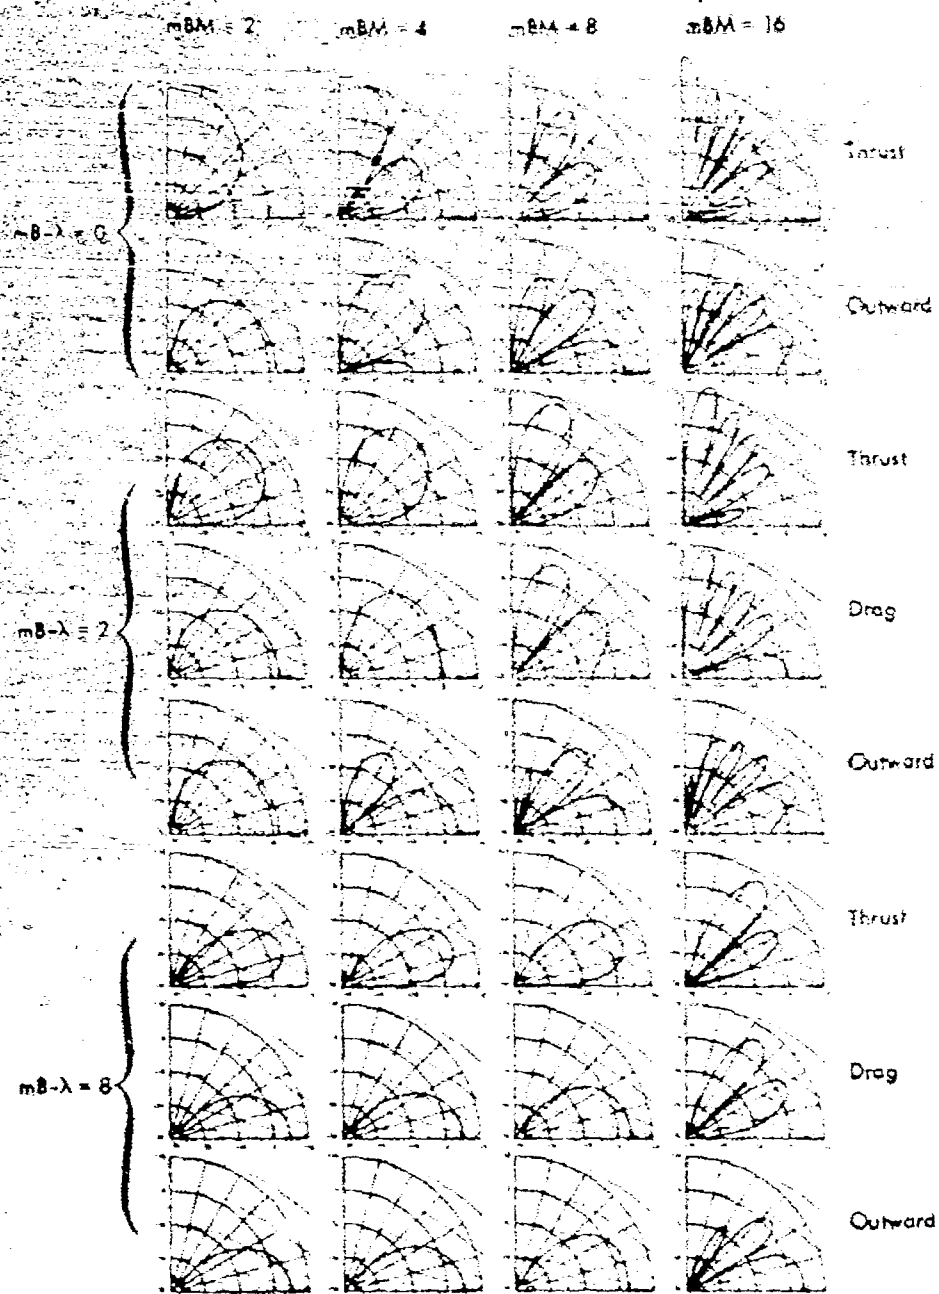 mBM = 2 mBM = 4 mBM = 8 mBM = 16
Thrust
mB-λ = 0
Outward
Thrust
mB-λ = 2
Drag
Outward
Thrust
mB-λ = 8
Drag
Outward